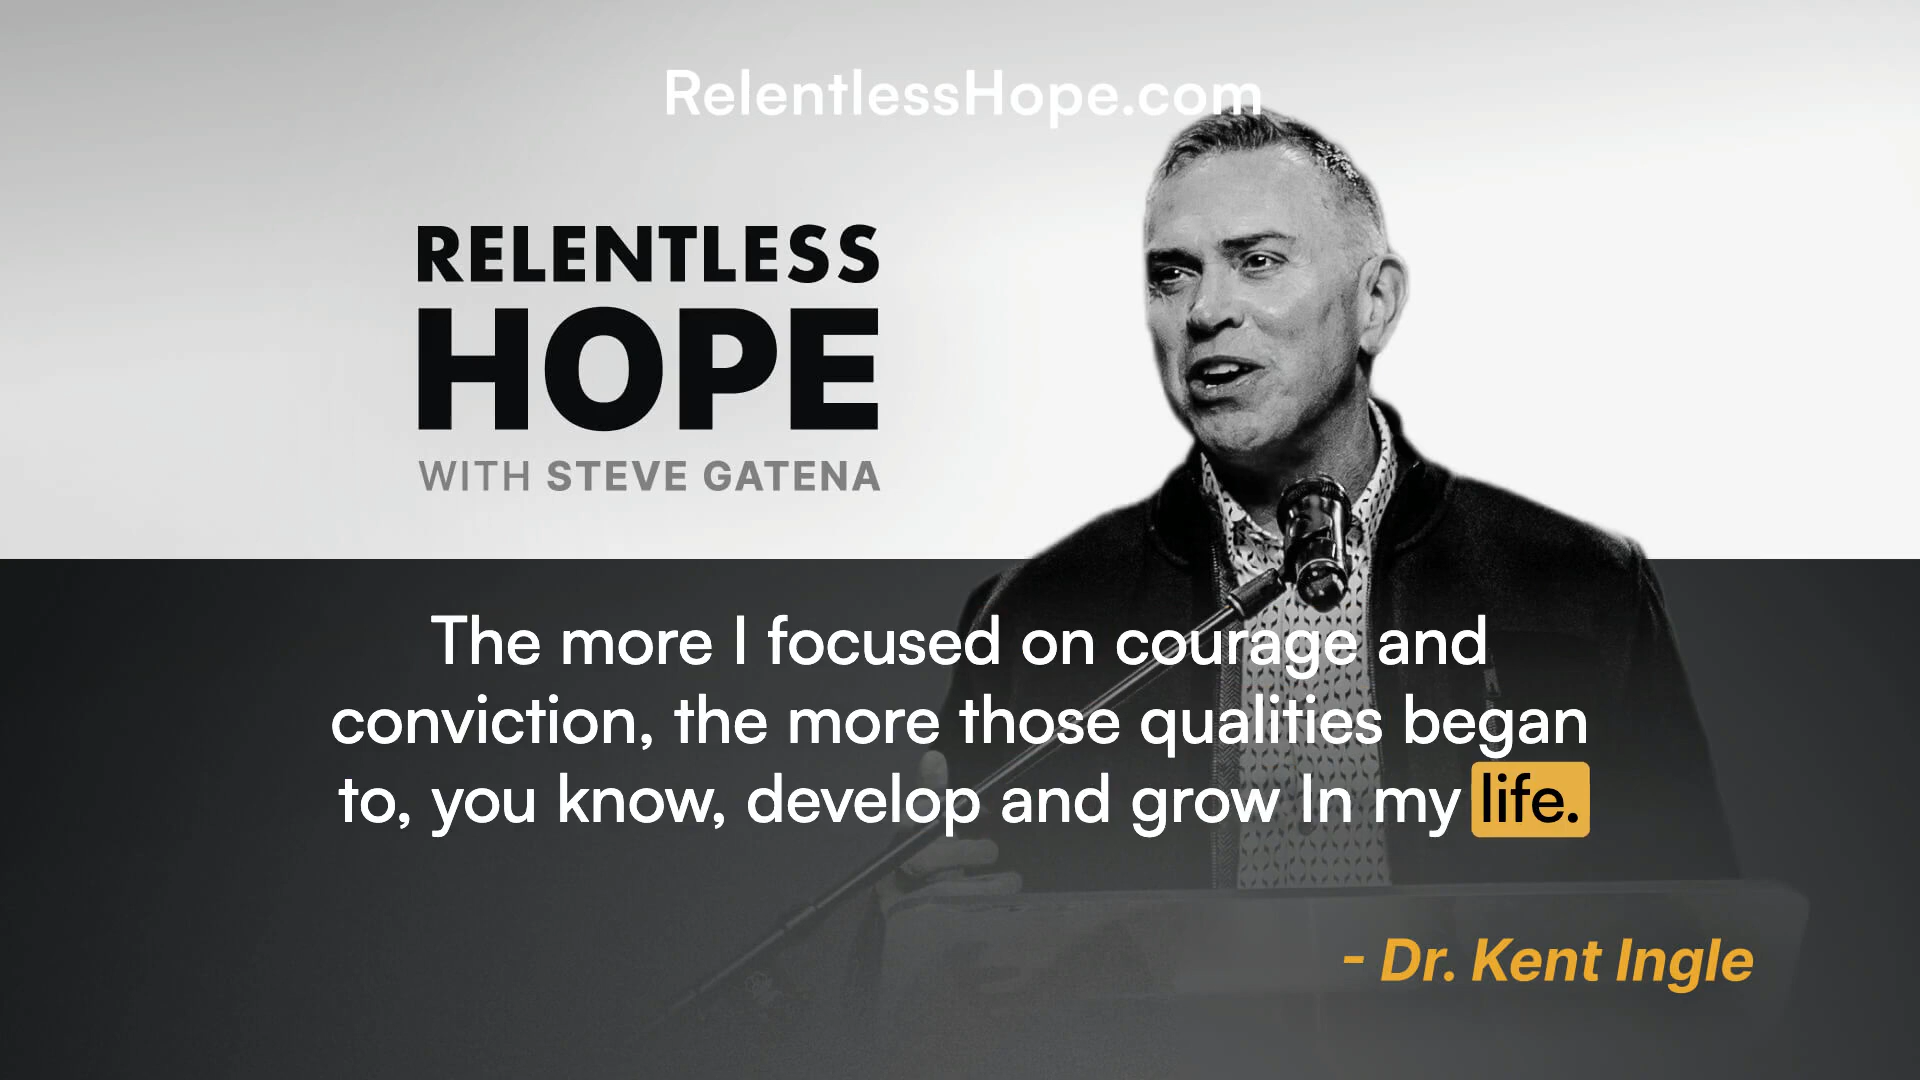 RelentlessHope.com
RELENTLESS
HOPE
WITH STEVE GATENA
The more I focused on courage and
conviction, the more those qualities began
to, you know, develop and grow In my life.
- Dr. Kent Ingle